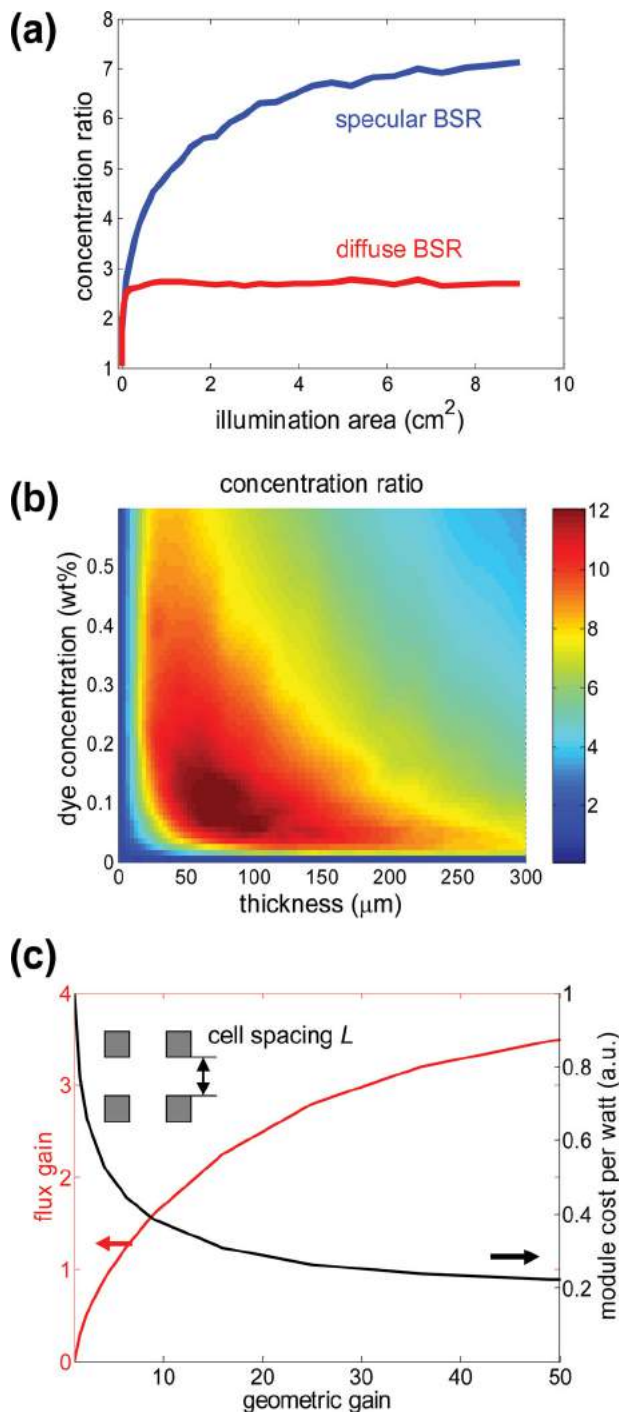 (a)
8
7
6
5
4
3
2
1
concentration ratio
specular BSR
diffuse BSR
0 2 4 6 8 10
illumination area (cm²)
(b)
concentration ratio
0.5
0.4
0.3
0.2
0.1
0
dye concentration (wt%)
0 50 100 150 200 250 300
thickness (μm)
12
10
8
6
4
2
(c)
4
3
2
1
0
flux gain
cell spacing L
1
0.8
0.6
0.4
0.2
module cost per watt (a.u.)
10 20 30 40 50
geometric gain